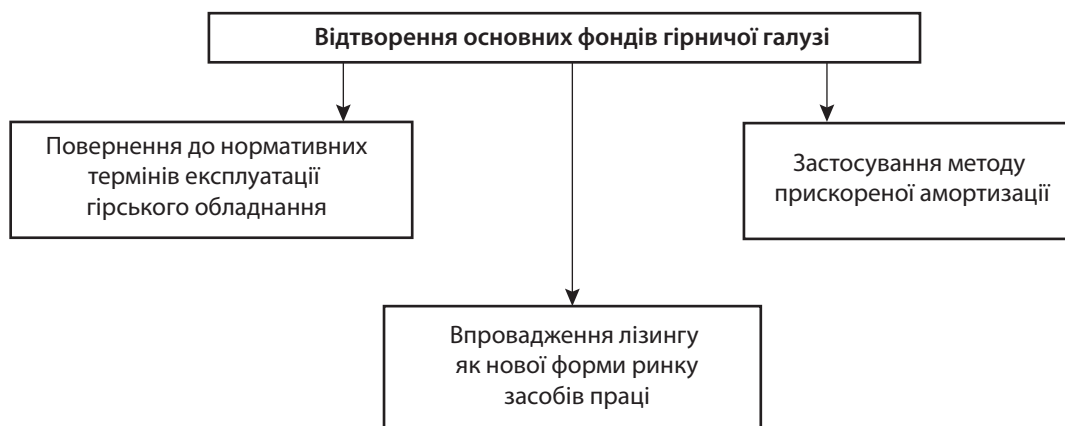 Відтворення основних фондів гірничої галузі
Повернення до нормативних
термінів експлуатації
гірського обладнання
Застосування методу
прискореної амортизації
Впровадження лізингу
як нової форми ринку
засобів праці